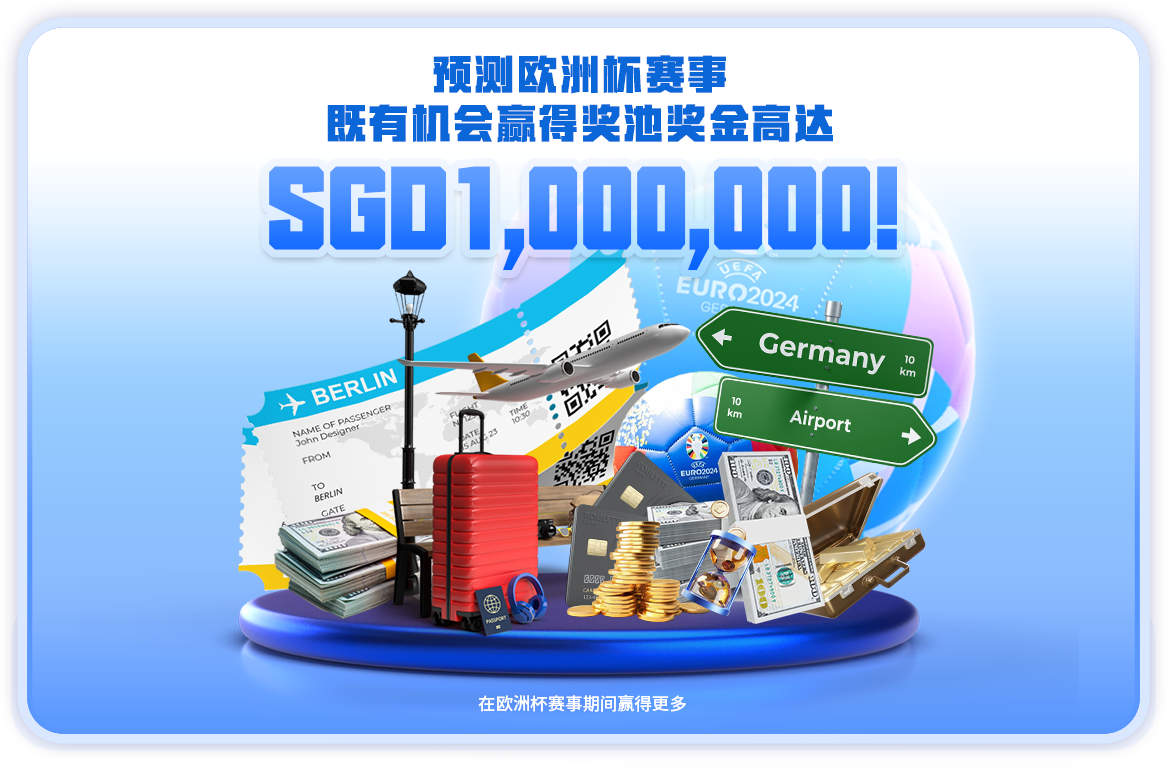 预测欧洲杯赛事
既有机会赢得奖池奖金高达
SGD1,000,000!
UEFA
EURO2024
BERLIN
NAME OF PASSENGER
John Designer
FROM
TO
BERLIN
GATE
TIME
10:30
Germany
10
km
10
km
Airport
EURO2024
GERMANY
PASSPORT
在欧洲杯赛事期间赢得更多